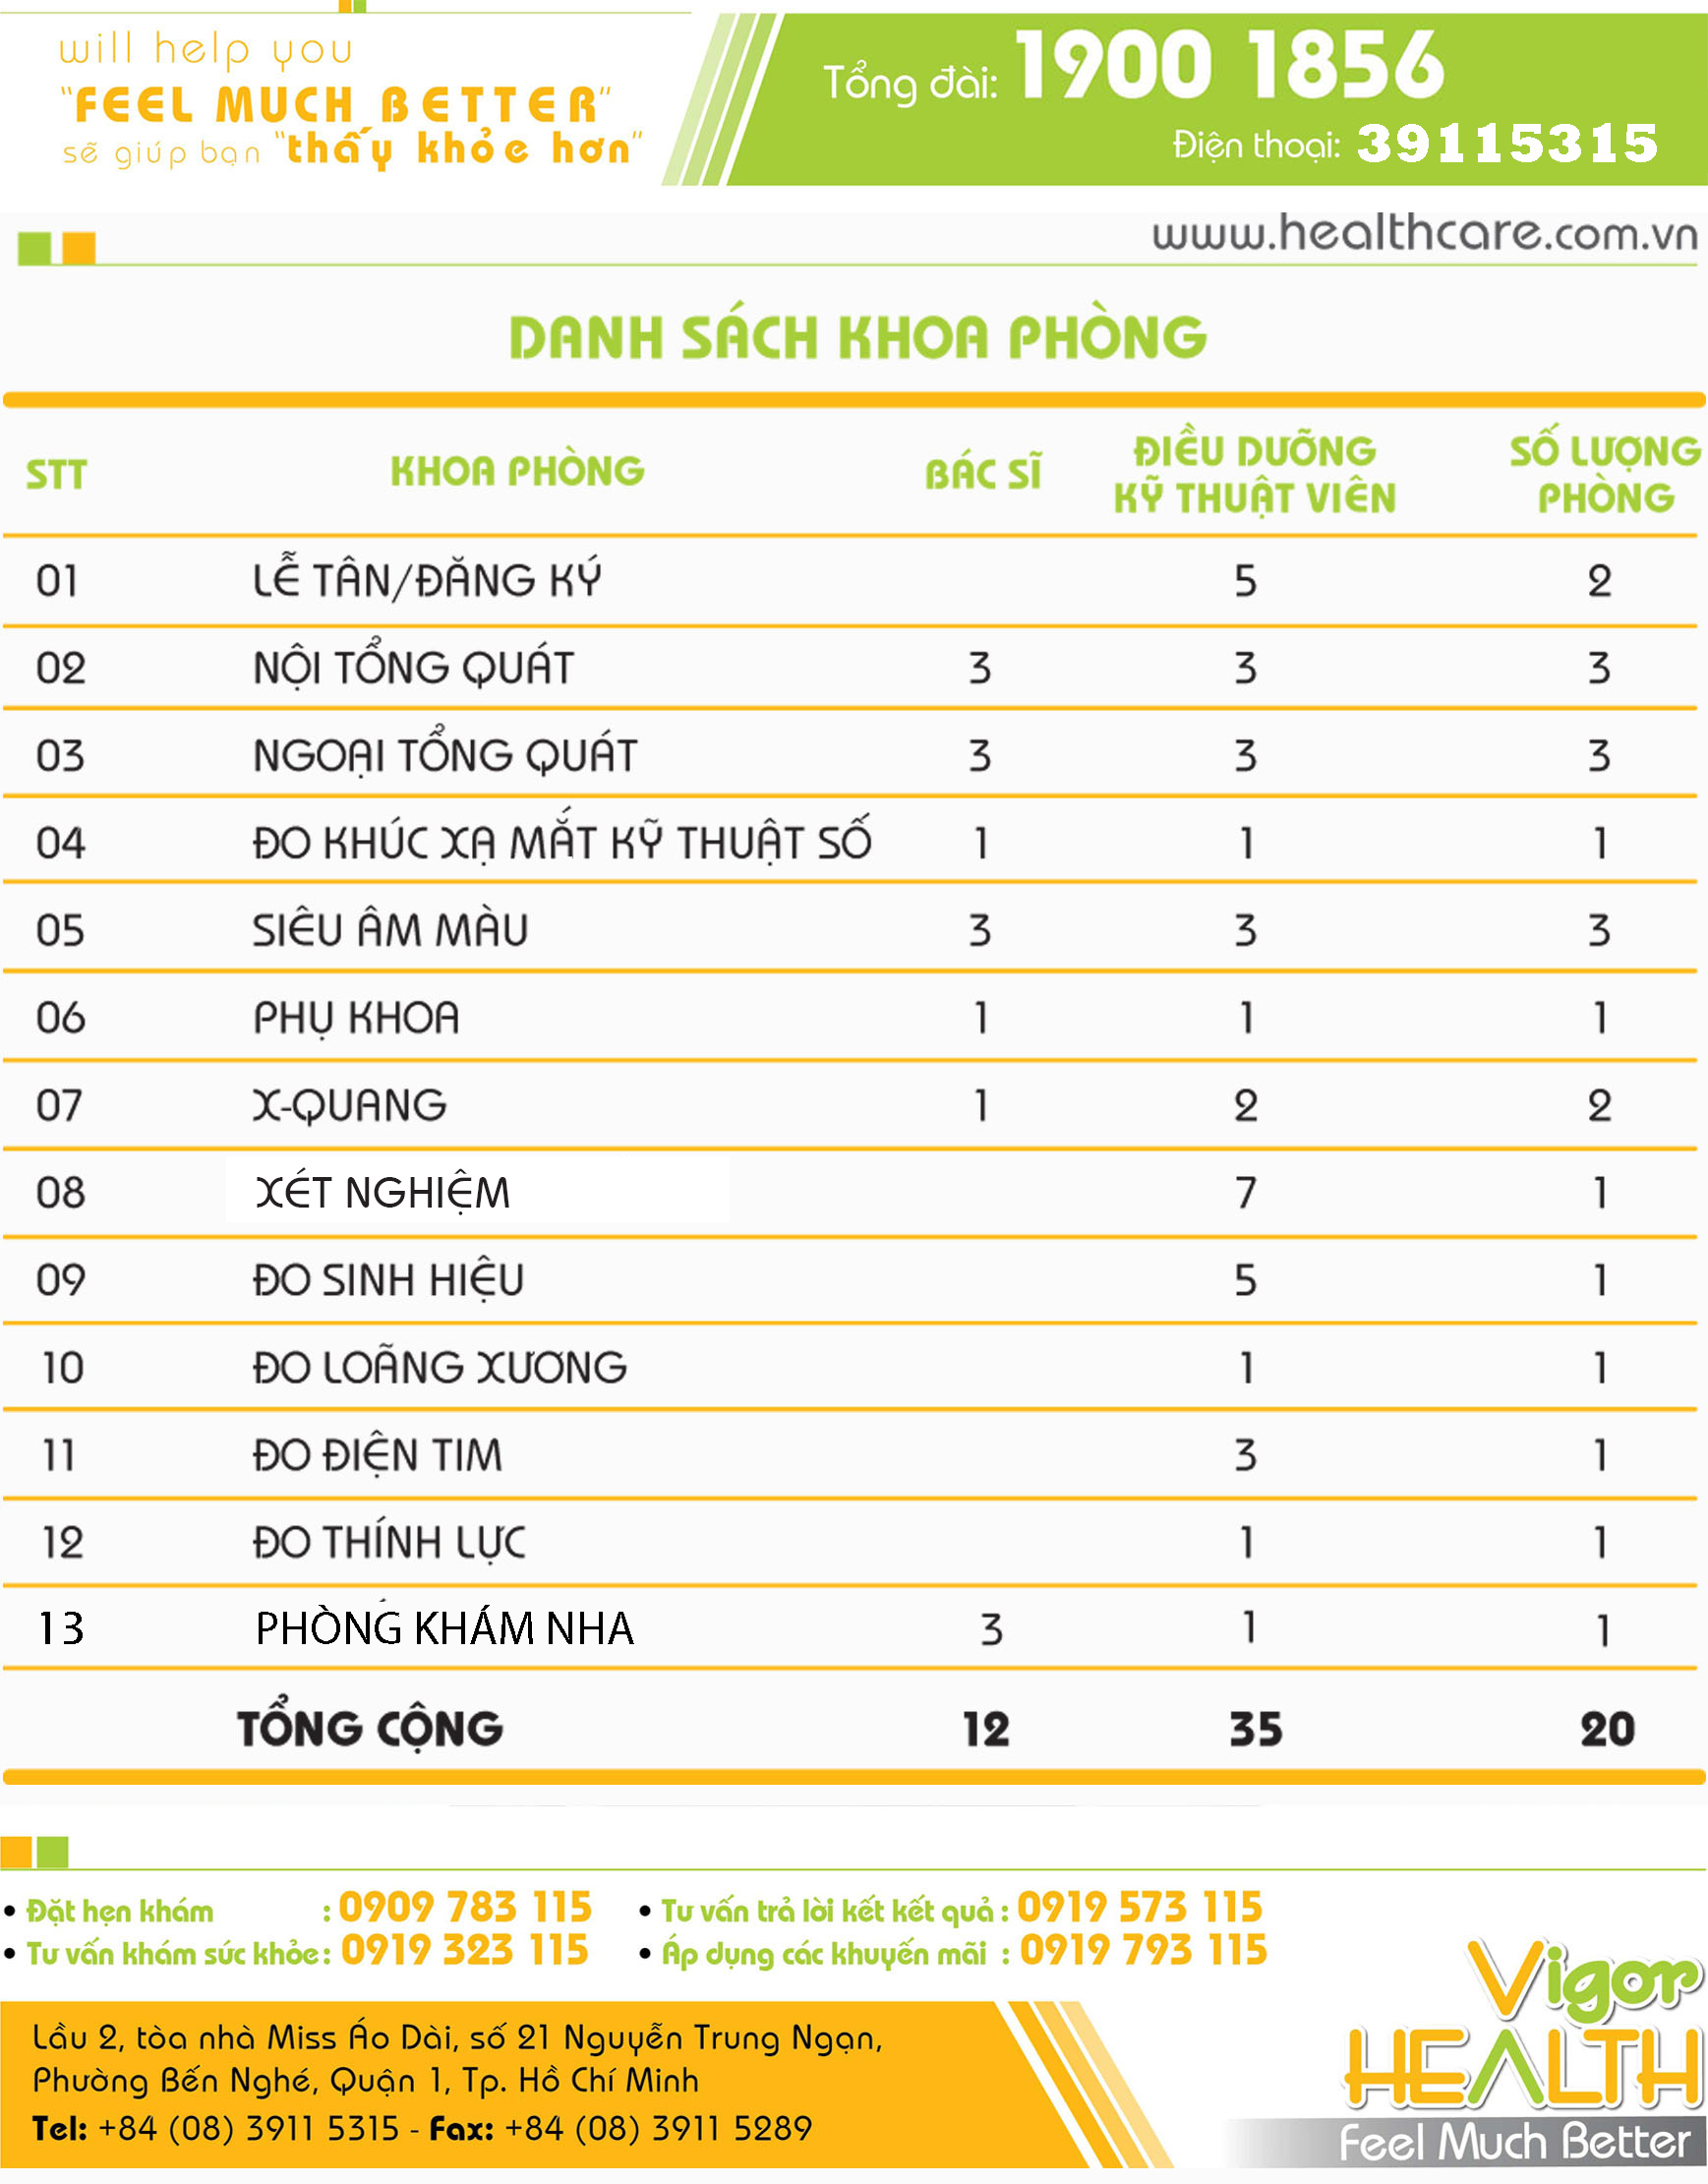 will help you
"FEEL MUCH BETTER"
sẽ giúp bạn "thấy khỏe hơn"
Tổng đài: 1900 1856
Điện thoại: 39115315
www.healthcare.com.vn
DANH SÁCH KHOA PHÒNG
STT KHOA PHÒNG BÁC SĨ ĐIỀU DƯỠNG KỸ THUẬT VIÊN SỐ LƯỢNG PHÒNG
01 LỄ TÂN/ĐĂNG KÝ 5 2
02 NỘI TỔNG QUÁT 3 3 3
03 NGOẠI TỔNG QUÁT 3 3 3
04 ĐO KHÚC XẠ MẮT KỸ THUẬT SỐ 1 1 1
05 SIÊU ÂM MÀU 3 3 3
06 PHỤ KHOA 1 1 1
07 X-QUANG 1 2 2
08 XÉT NGHIỆM 7 1
09 ĐO SINH HIỆU 5 1
10 ĐO LOÃNG XƯƠNG 1 1
11 ĐO ĐIỆN TIM 3 1
12 ĐO THÍNH LỰC 1 1
13 PHÒNG KHÁM NHA 3 1 1
TỔNG CỘNG 12 35 20
• Đặt hẹn khám : 0909 783 115
• Tư vấn khám sức khỏe: 0919 323 115
• Tư vấn trả lời kết kết quả : 0919 573 115
• Áp dụng các khuyến mãi : 0919 793 115
Lầu 2, tòa nhà Miss Áo Dài, số 21 Nguyễn Trung Ngạn,
Phường Bến Nghé, Quận 1, Tp. Hồ Chí Minh
Tel: +84 (08) 3911 5315 - Fax: +84 (08) 3911 5289
Vigor
HEALTH
Feel Much Better